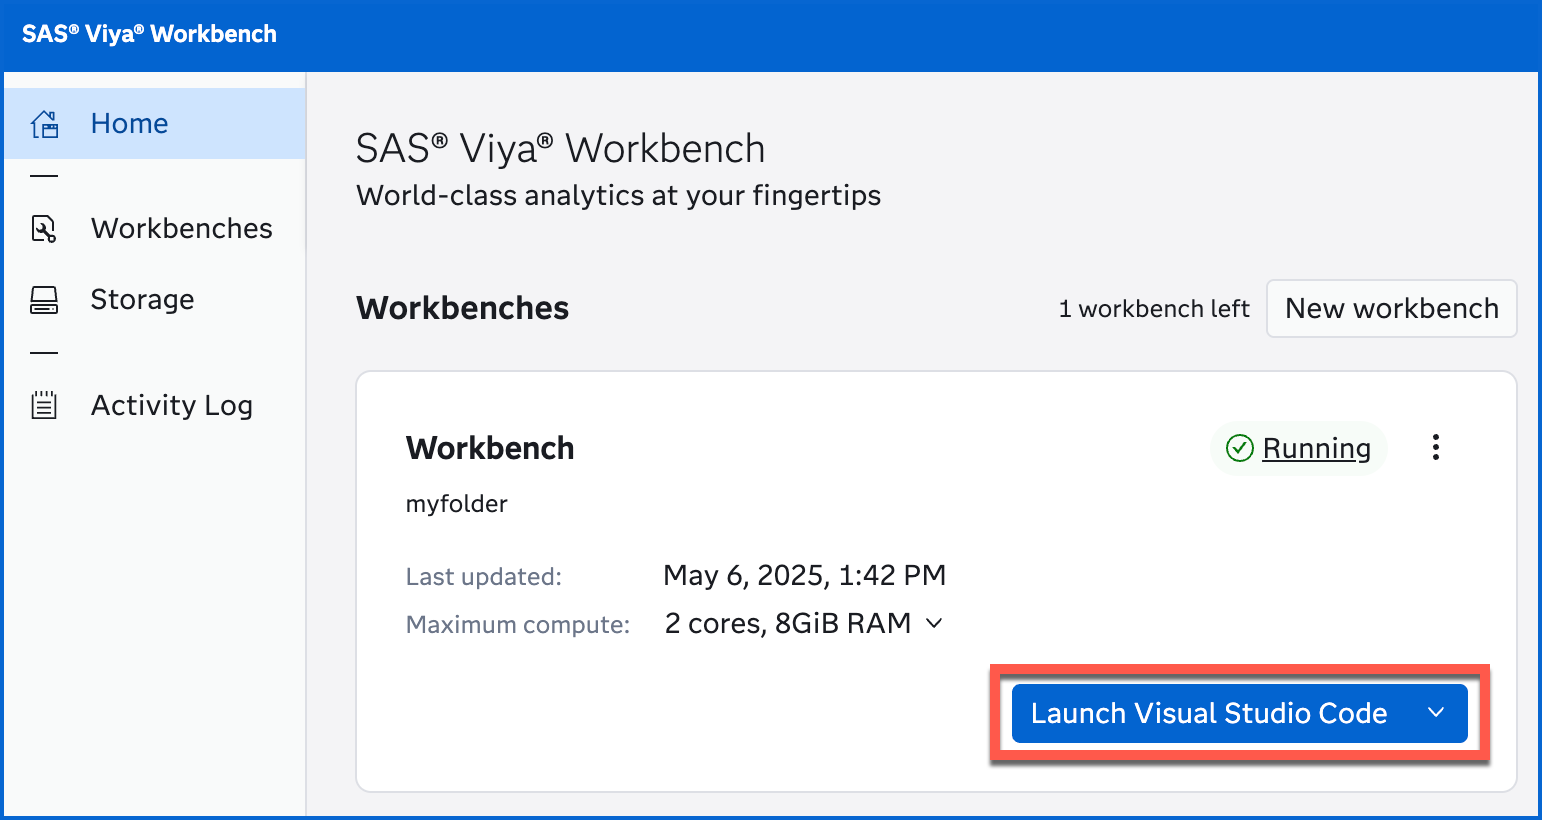 SAS® Viya® Workbench
Home
Workbenches
Storage
Activity Log
SAS® Viya® Workbench
World-class analytics at your fingertips
Workbenches
1 workbench left
New workbench
Workbench
Running
myfolder
Last updated: May 6, 2025, 1:42 PM
Maximum compute: 2 cores, 8GiB RAM
Launch Visual Studio Code